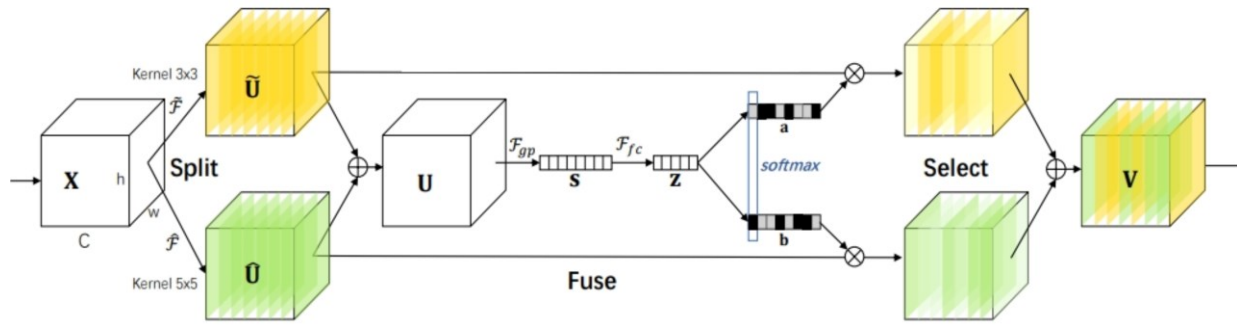 Kernel 3x3
Ũ
𝓕̃
X
h
w
C
Split
𝓕̂
Kernel 5x5
Û
U
𝓕gp
s
𝓕fc
z
a
softmax
b
Fuse
Select
V